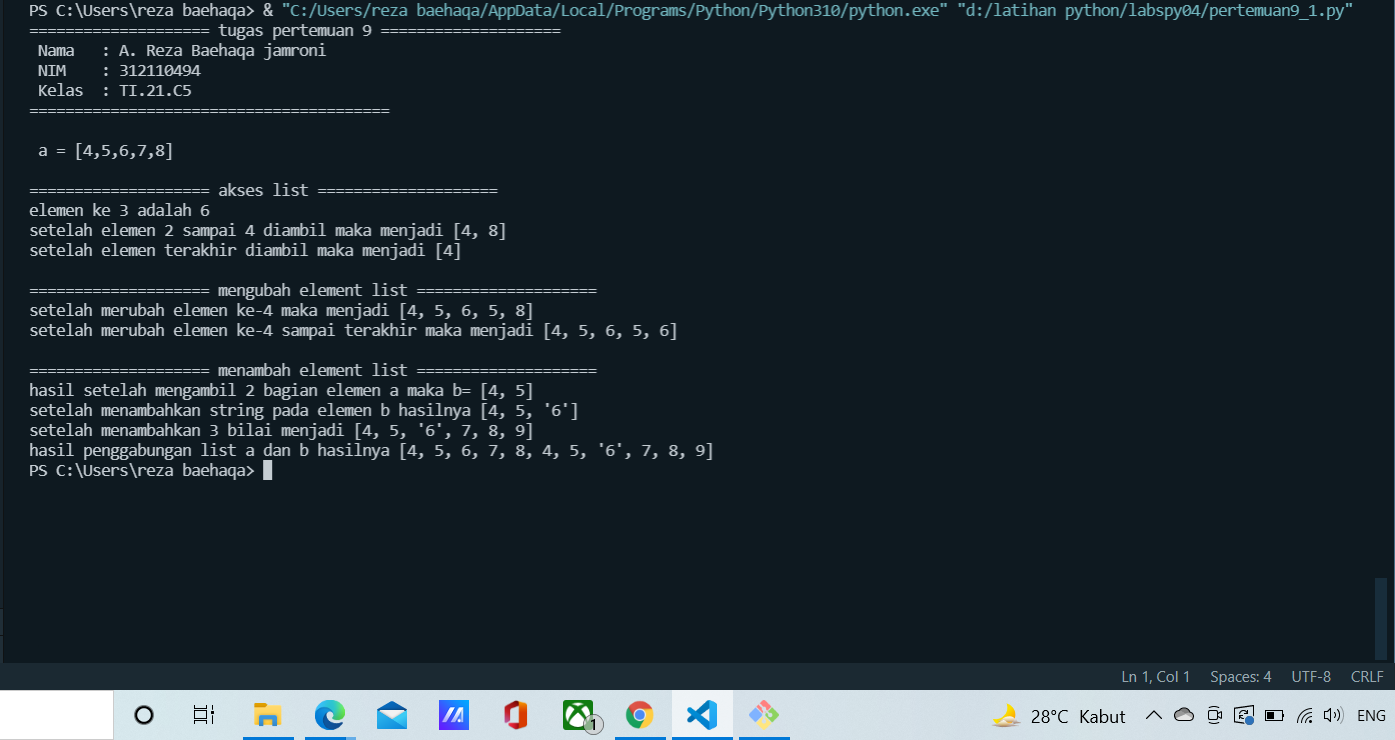 PS C:\Users\reza baehaqa> & "C:/Users/reza baehaqa/AppData/Local/Programs/Python/Python310/python.exe" "d:/latihan python/labspy04/pertemuan9_1.py"
==================== tugas pertemuan 9 ====================
Nama : A. Reza Baehaqa jamroni
NIM : 312110494
Kelas : TI.21.C5
========================================
a = [4,5,6,7,8]
==================== akses list ====================
elemen ke 3 adalah 6
setelah elemen 2 sampai 4 diambil maka menjadi [4, 8]
setelah elemen terakhir diambil maka menjadi [4]
==================== mengubah element list ====================
setelah merubah elemen ke-4 maka menjadi [4, 5, 6, 5, 8]
setelah merubah elemen ke-4 sampai terakhir maka menjadi [4, 5, 6, 5, 6]
==================== menambah element list ====================
hasil setelah mengambil 2 bagian elemen a maka b= [4, 5]
setelah menambahkan string pada elemen b hasilnya [4, 5, '6']
setelah menambahkan 3 bilai menjadi [4, 5, '6', 7, 8, 9]
hasil penggabungan list a dan b hasilnya [4, 5, 6, 7, 8, 4, 5, '6', 7, 8, 9]
PS C:\Users\reza baehaqa>
Ln 1, Col 1 Spaces: 4 UTF-8 CRLF
1 28°C Kabut ENG